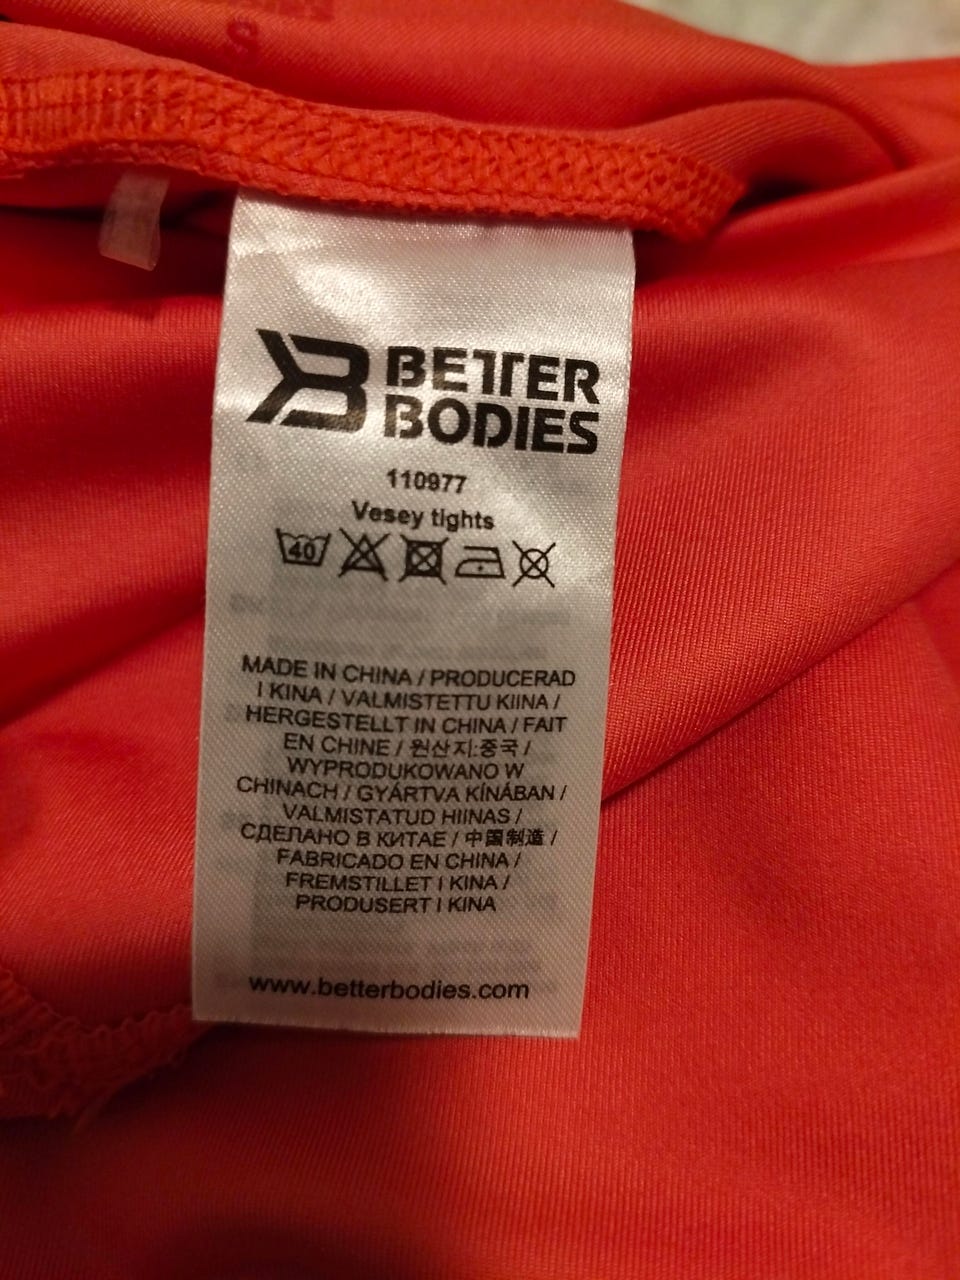 BETTER
BODIES
110977
Vesey tights
40
MADE IN CHINA / PRODUCERAD
I KINA / VALMISTETTU KIINA /
HERGESTELLT IN CHINA / FAIT
EN CHINE / 원산지:중국 /
WYPRODUKOWANO W
CHINACH / GYÁRTVA KÍNÁBAN /
VALMISTATUD HIINAS /
СДЕЛАНО В КИТАЕ / 中国制造 /
FABRICADO EN CHINA /
FREMSTILLET I KINA /
PRODUSERT I KINA
www.betterbodies.com